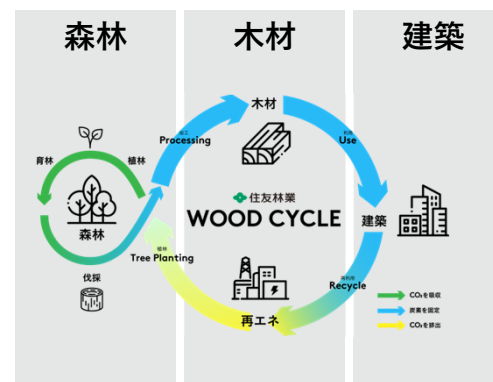 森林
木材
建築
木材
加工
Processing
利用
Use
育林
植林
森林
伐採
住友林業
WOOD CYCLE
建築
植林
Tree Planting
再利用
Recycle
再エネ
CO₂を吸収
炭素を固定
CO₂を排出